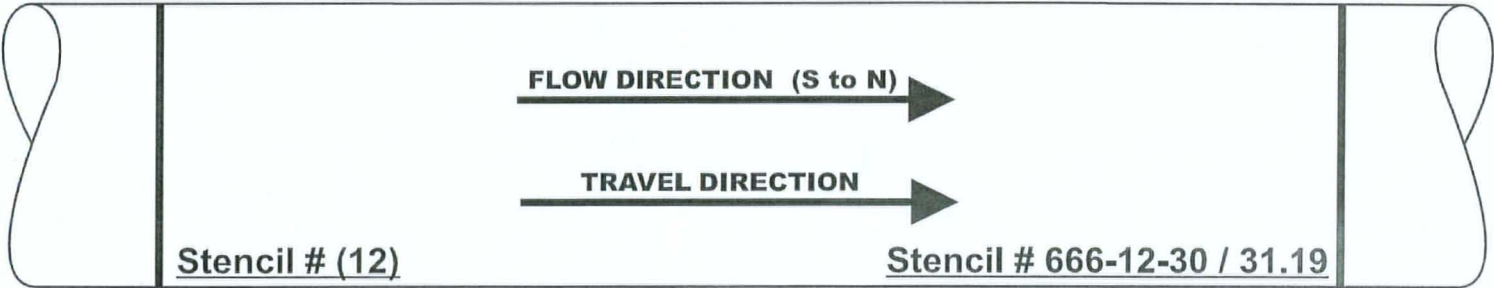 FLOW DIRECTION (S to N)
TRAVEL DIRECTION
Stencil # (12)
Stencil # 666-12-30 / 31.19